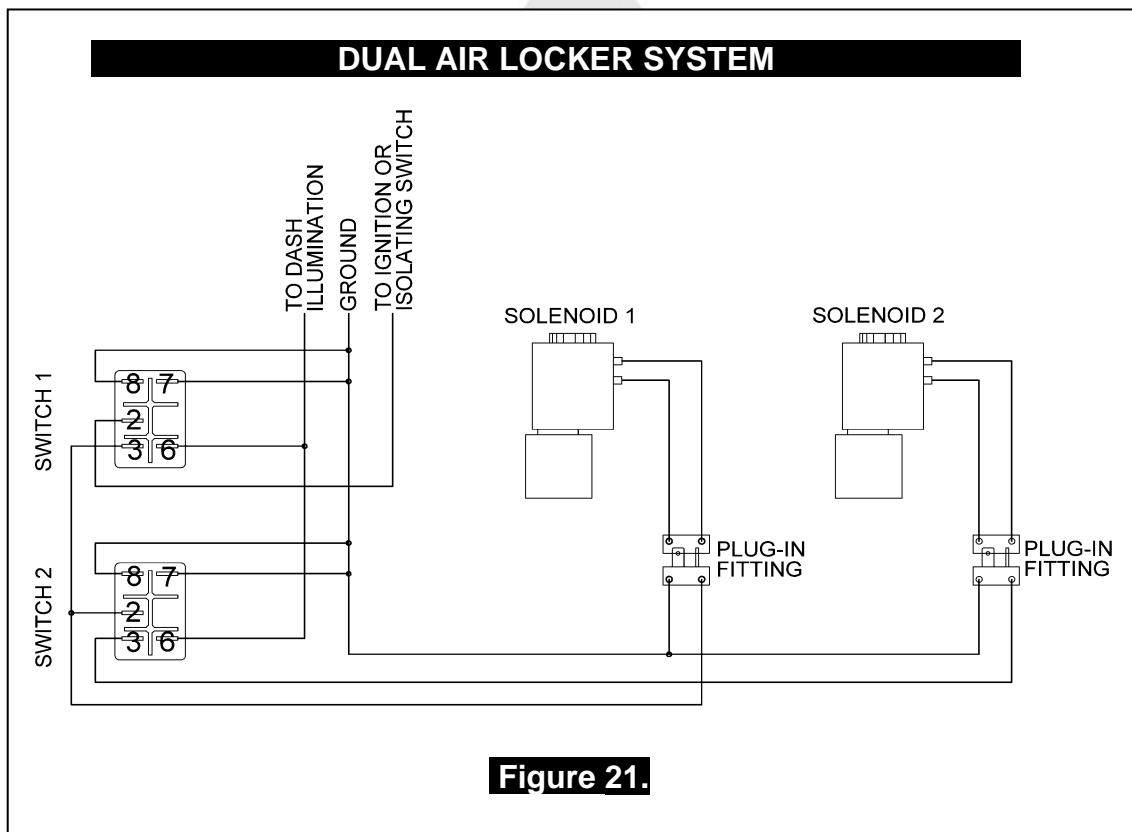 DUAL AIR LOCKER SYSTEM
TO DASH
ILLUMINATION
GROUND
TO IGNITION OR
ISOLATING SWITCH
SOLENOID 1
SOLENOID 2
SWITCH 1
8 7
2
3 6
SWITCH 2
8 7
2
3 6
PLUG-IN
FITTING
PLUG-IN
FITTING
Figure 21.